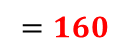 = 160